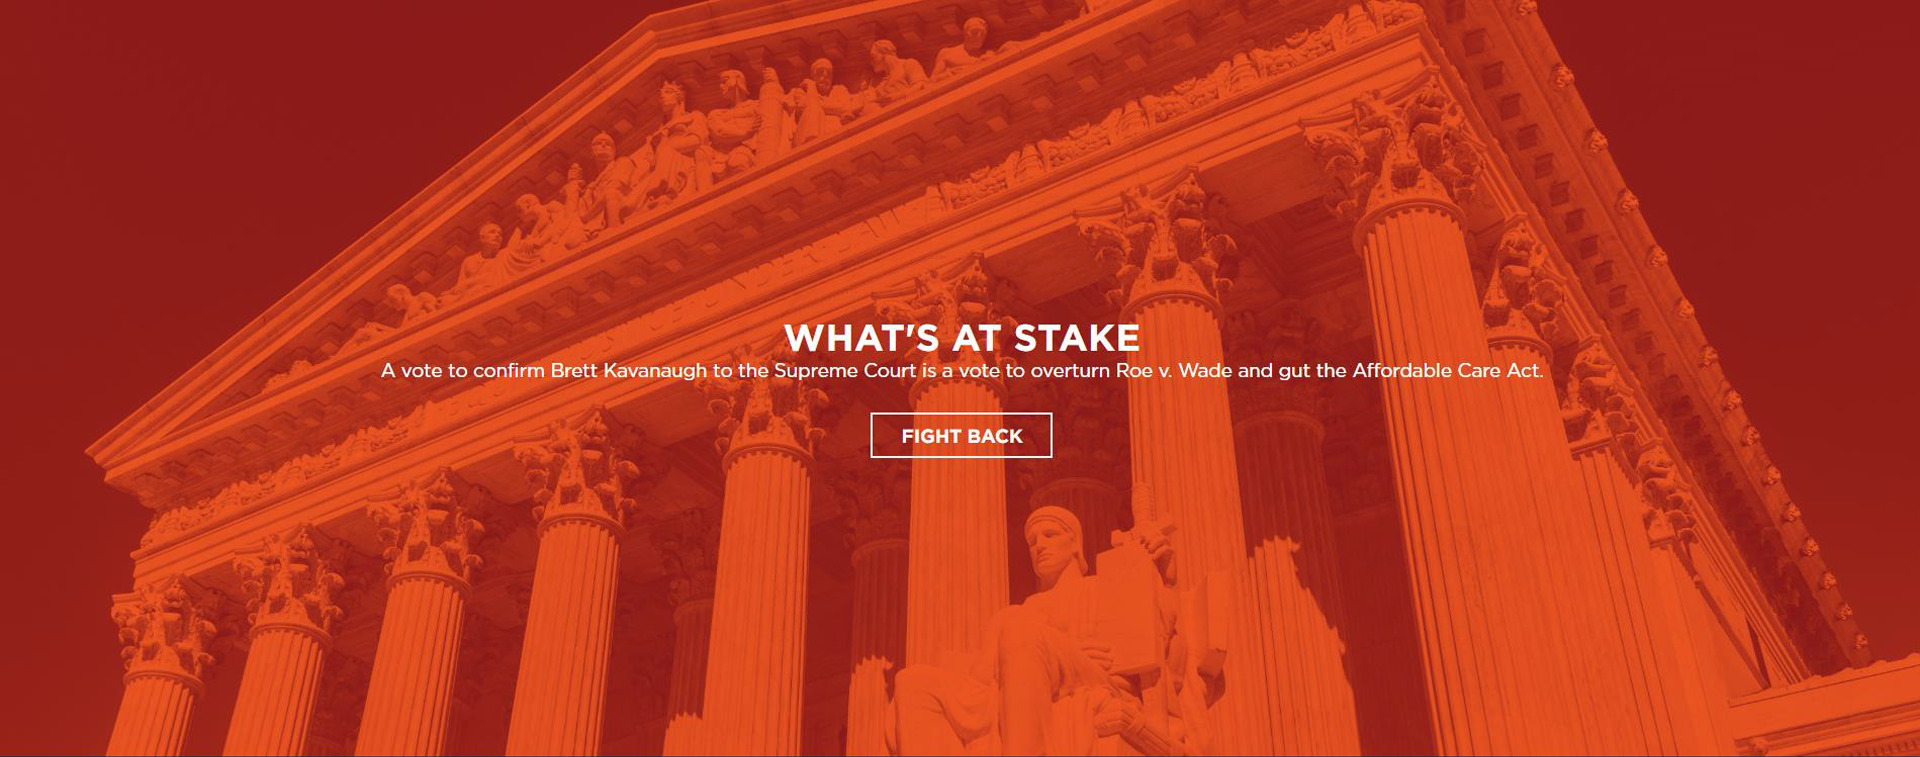 WHAT'S AT STAKE
A vote to confirm Brett Kavanaugh to the Supreme Court is a vote to overturn Roe v. Wade and gut the Affordable Care Act.
FIGHT BACK